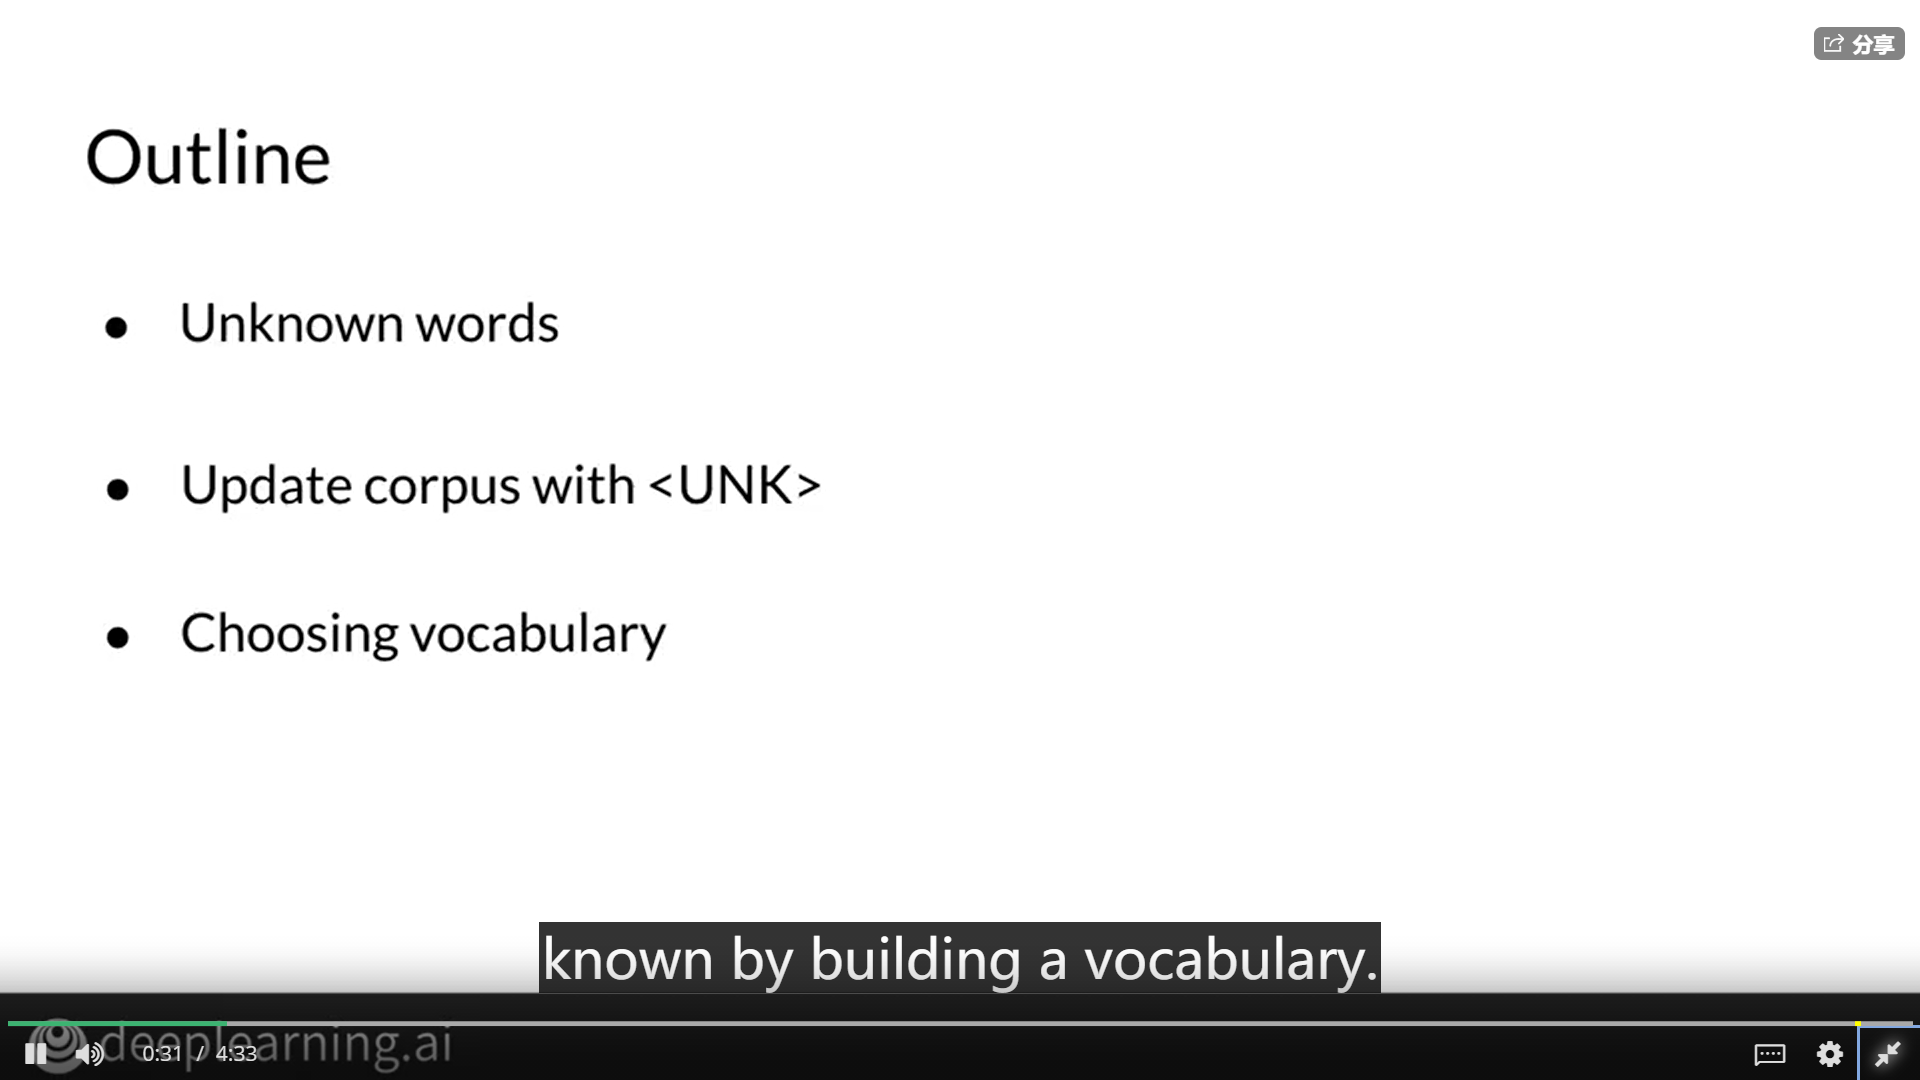 分享
Outline
● Unknown words
● Update corpus with <UNK>
● Choosing vocabulary
known by building a vocabulary.
deeplearning.ai
0:31 / 4:33